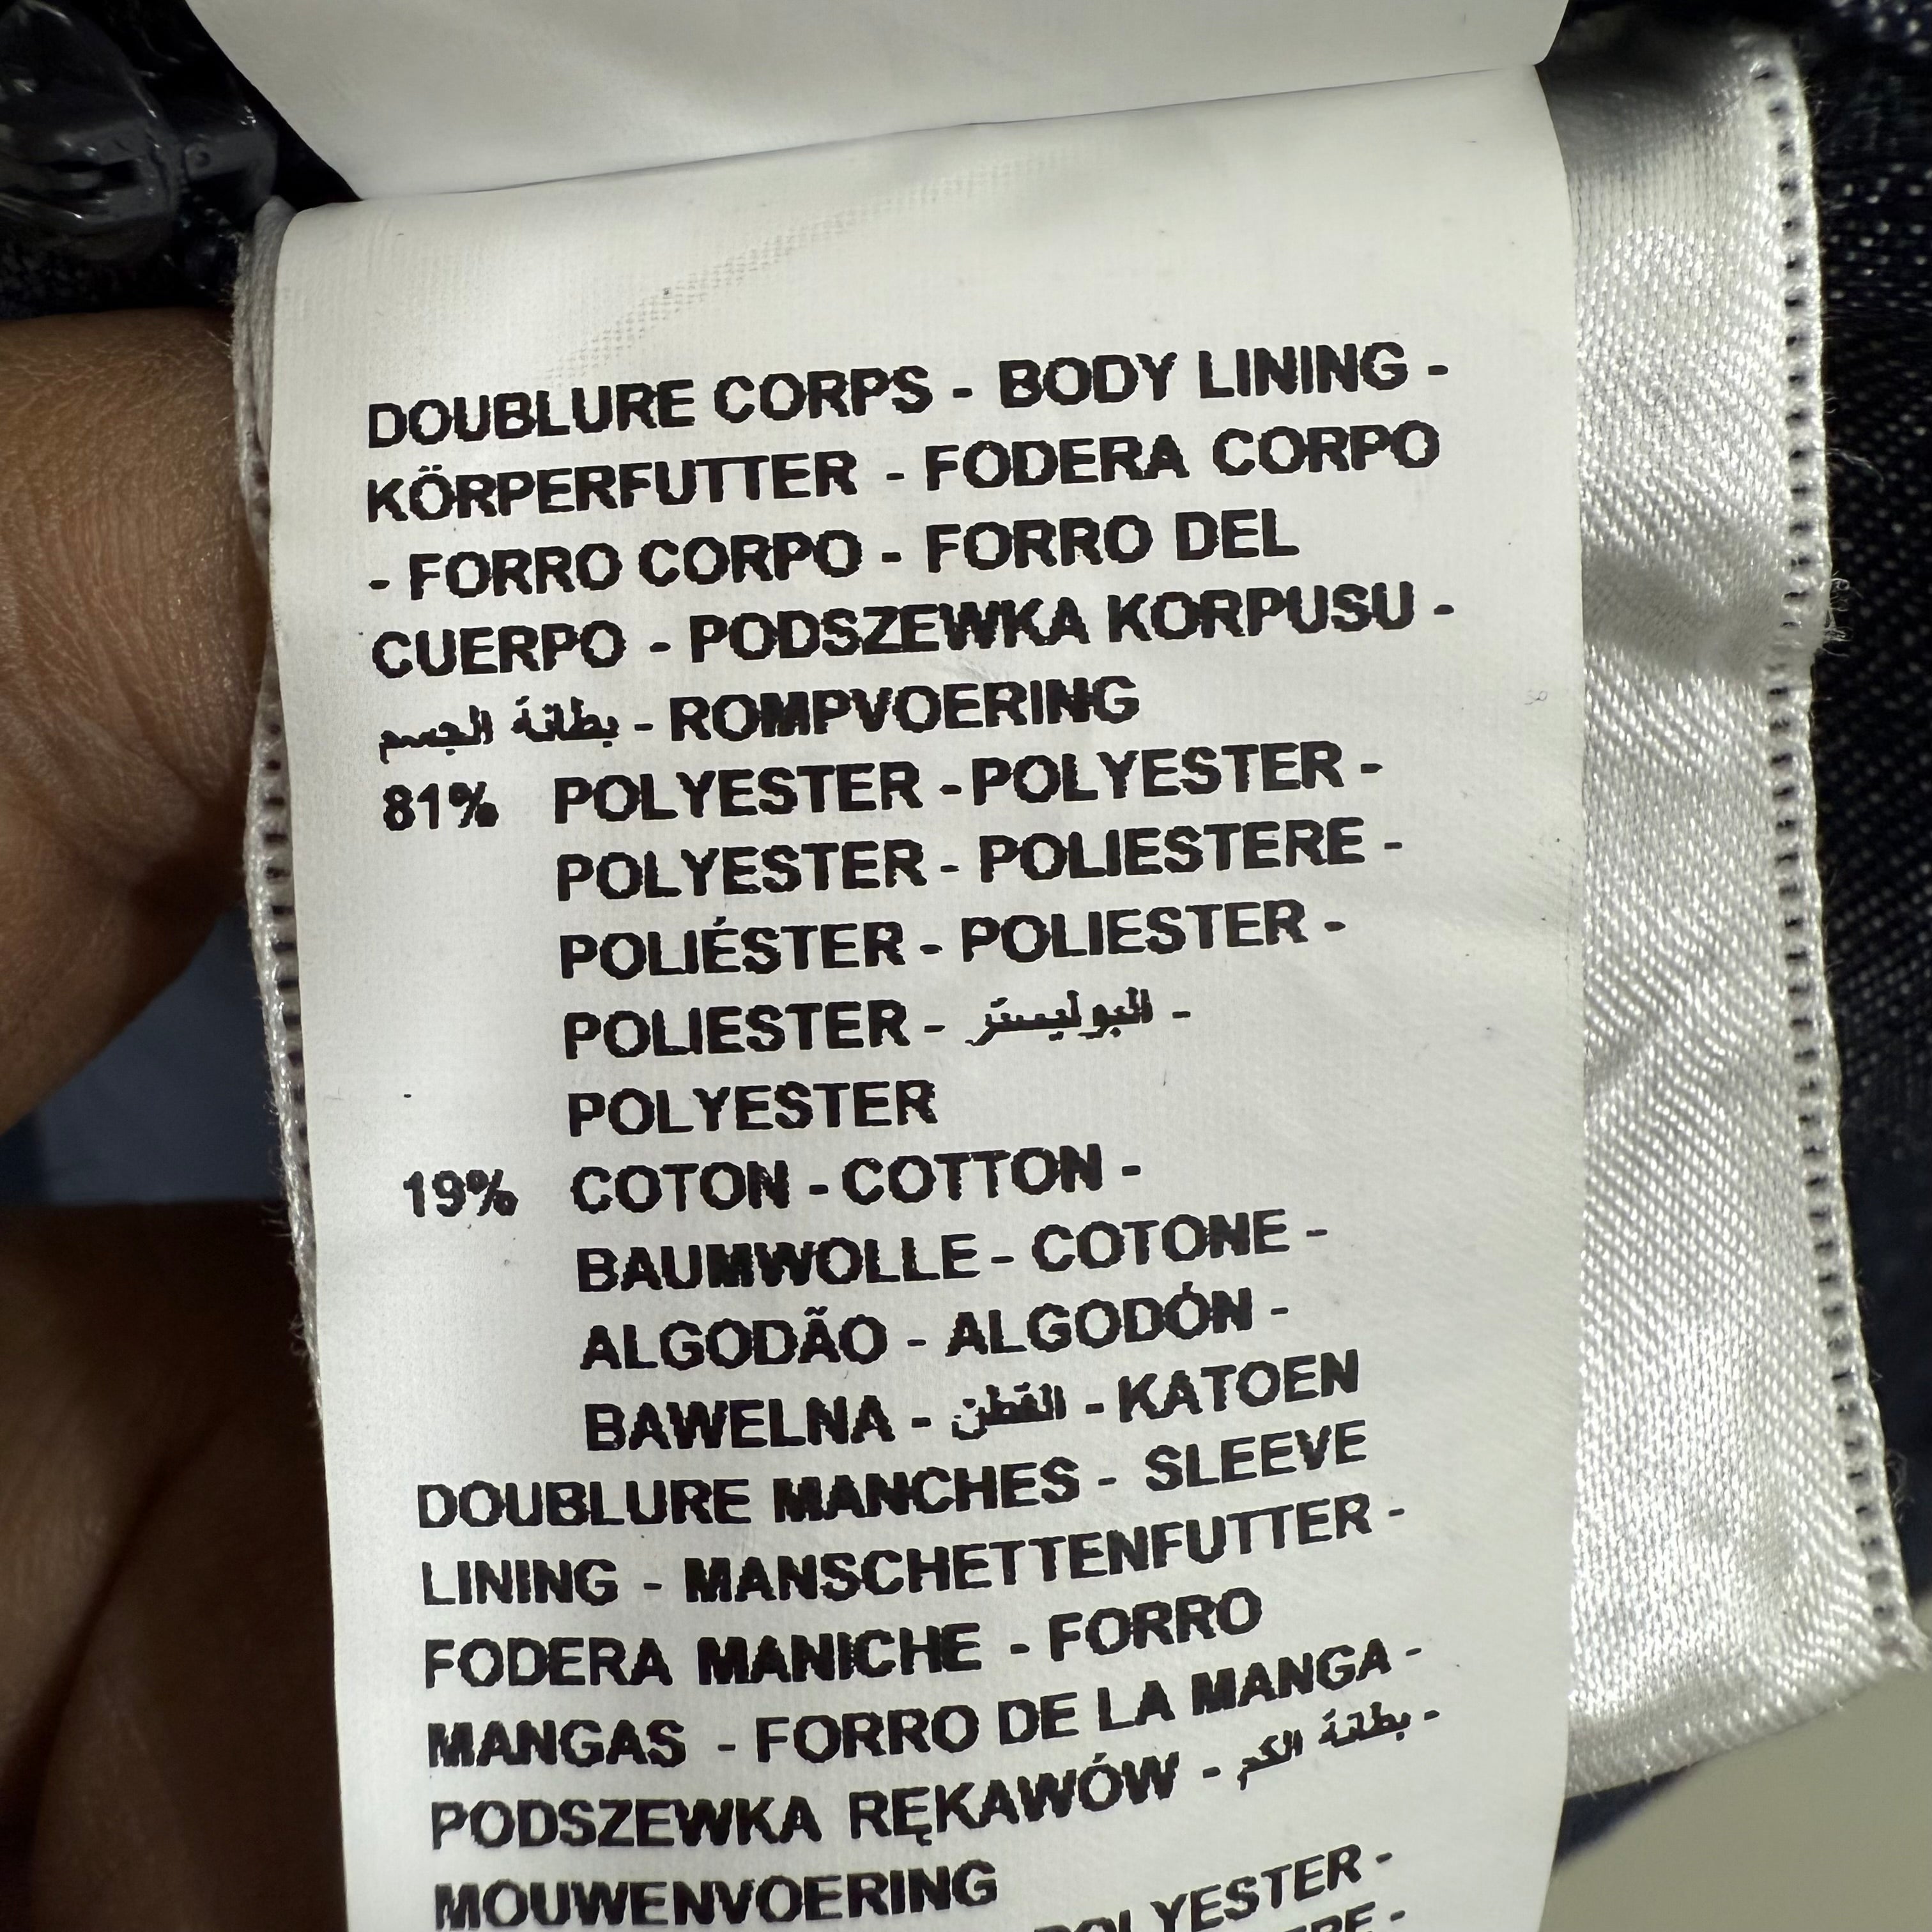 DOUBLURE CORPS - BODY LINING -
KÖRPERFUTTER - FODERA CORPO
- FORRO CORPO - FORRO DEL
CUERPO - PODSZEWKA KORPUSU -
بطانة الجسم - ROMPVOERING
81% POLYESTER - POLYESTER -
POLYESTER - POLIESTERE -
POLIÉSTER - POLIESTER -
POLIESTER - البوليستر -
POLYESTER
19% COTON - COTTON -
BAUMWOLLE - COTONE -
ALGODÃO - ALGODÓN -
BAWELNA - القطن - KATOEN
DOUBLURE MANCHES - SLEEVE
LINING - MANSCHETTENFUTTER -
FODERA MANICHE - FORRO
MANGAS - FORRO DE LA MANGA -
PODSZEWKA RĘKAWÓW - بطانة الكم -
MOUWENVOERING
POLYESTER -